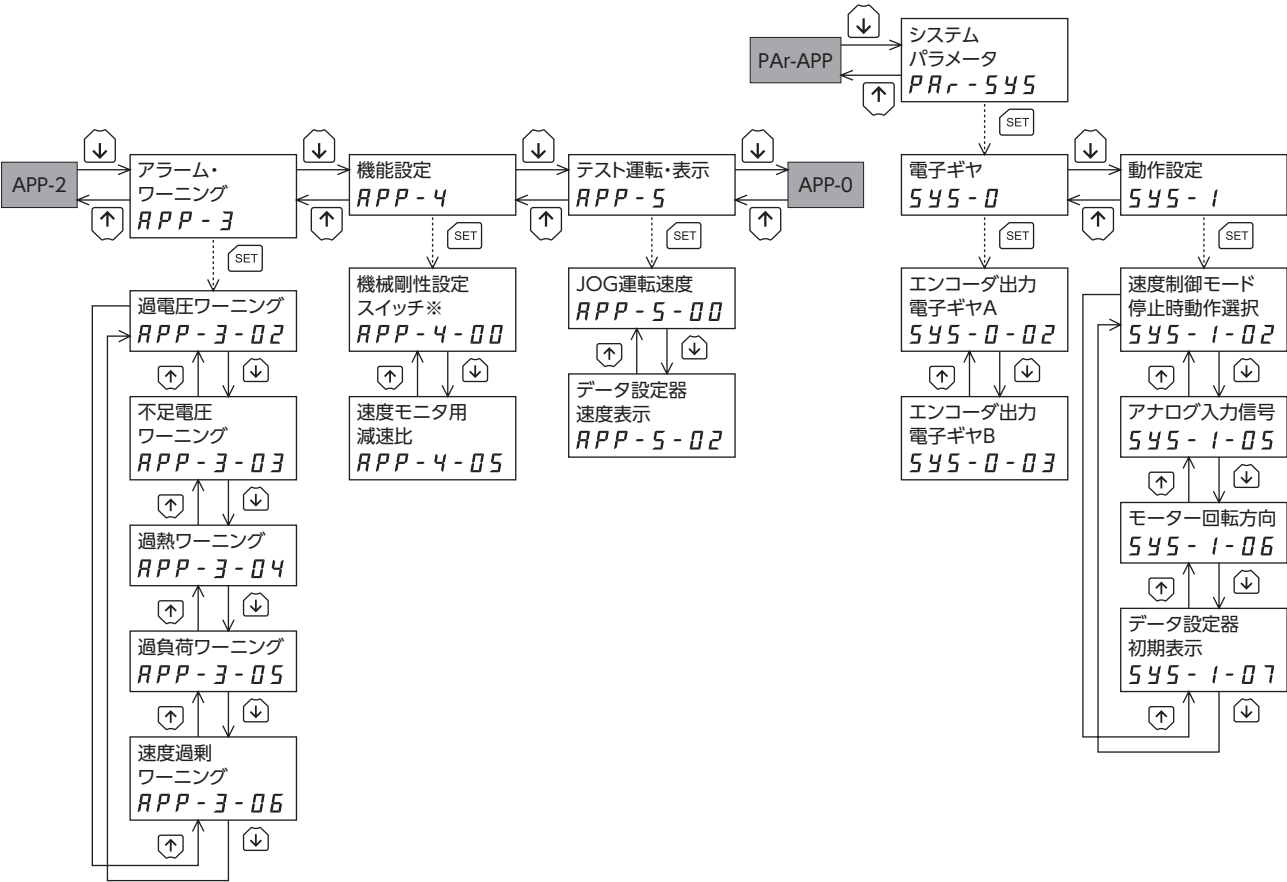 PAr-APP
↓
↑
システム
パラメータ
PAr-SYS
SET
APP-2
↓
↑
アラーム・
ワーニング
APP-3
↓
↑
機能設定
APP-4
↓
↑
テスト運転・表示
APP-5
↓
↑
APP-0
電子ギヤ
SYS-0
↓
↑
動作設定
SYS-1
SET
SET
SET
SET
SET
過電圧ワーニング
APP-3-02
↑
↓
不足電圧
ワーニング
APP-3-03
↑
↓
過熱ワーニング
APP-3-04
↑
↓
過負荷ワーニング
APP-3-05
↑
↓
速度過剰
ワーニング
APP-3-06
↑
↓
機械剛性設定
スイッチ※
APP-4-00
↑
↓
速度モニタ用
減速比
APP-4-05
JOG運転速度
APP-5-00
↑
↓
データ設定器
速度表示
APP-5-02
エンコーダ出力
電子ギヤA
SYS-0-02
↑
↓
エンコーダ出力
電子ギヤB
SYS-0-03
速度制御モード
停止時動作選択
SYS-1-02
↑
↓
アナログ入力信号
SYS-1-05
↑
↓
モーター回転方向
SYS-1-06
↑
↓
データ設定器
初期表示
SYS-1-07
↑
↓